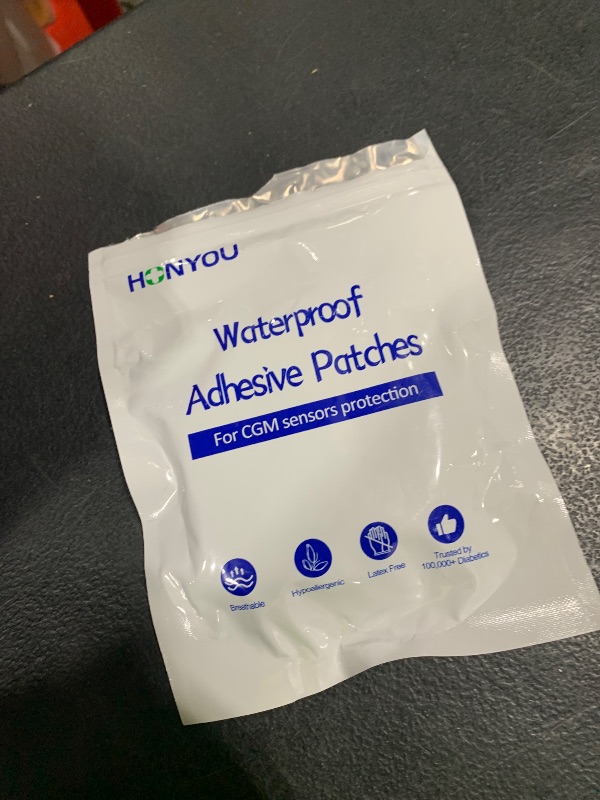 HONYOU
Waterproof
Adhesive Patches
For CGM sensors protection
Breathable
Hypoallergenic
Latex Free
Trusted by
100,000+ Diabetics